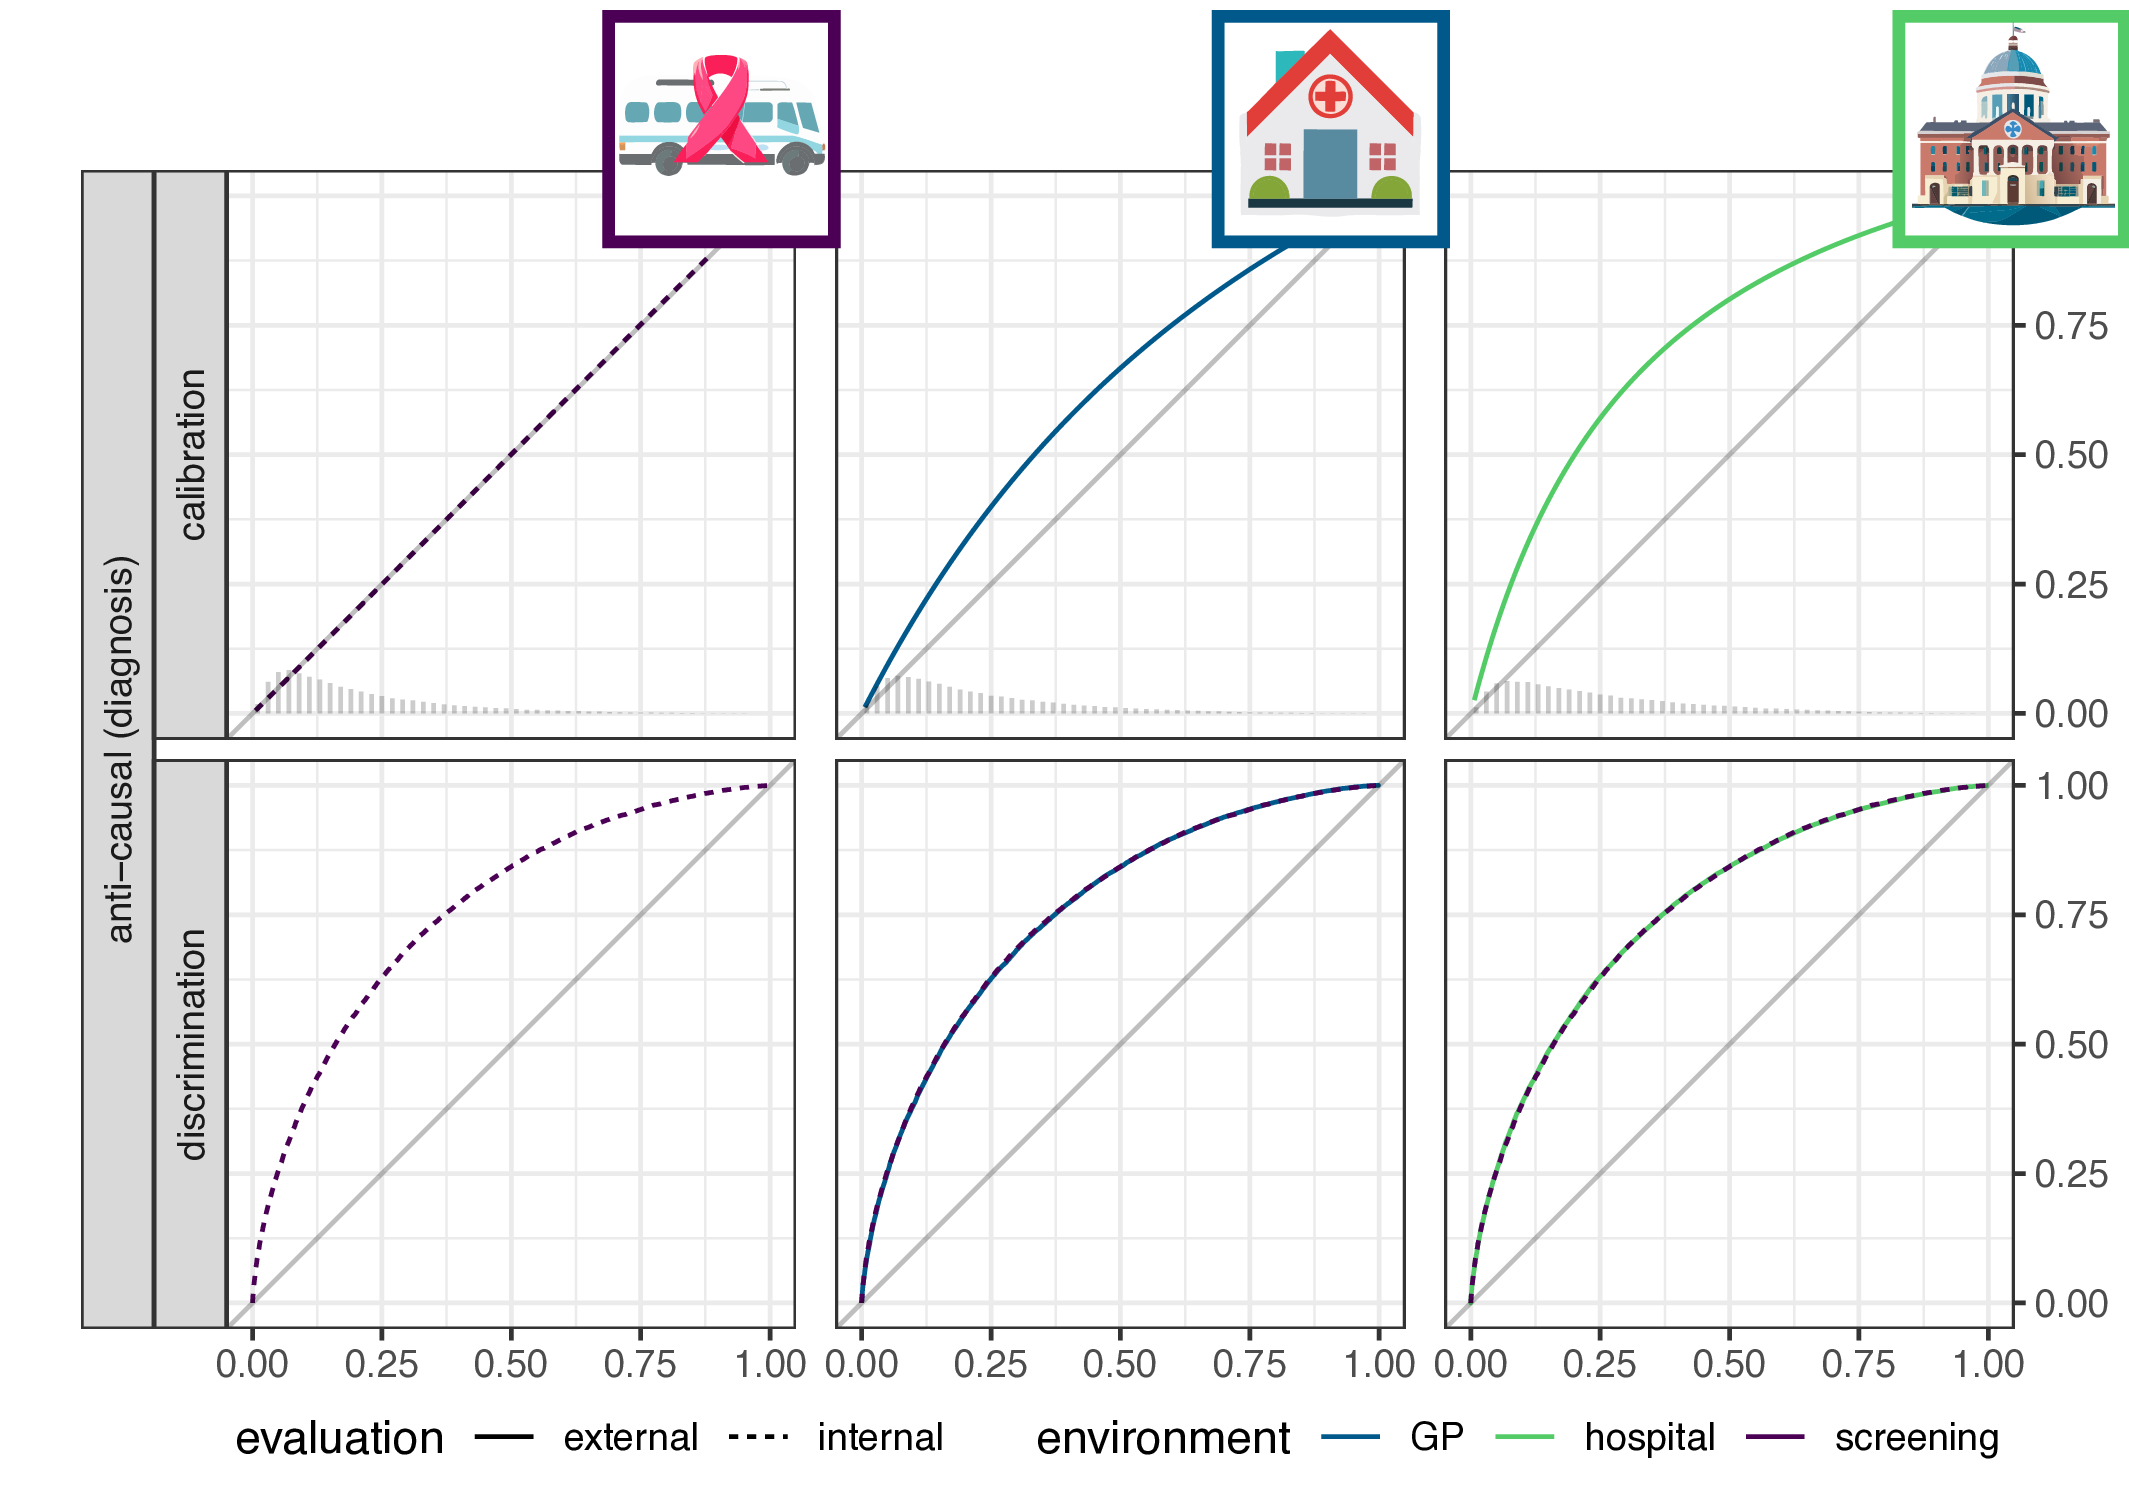 calibration
0.75
0.50
0.25
0.00
anti−causal (diagnosis)
discrimination
1.00
0.75
0.50
0.25
0.00
0.00 0.25 0.50 0.75 1.00 0.00 0.25 0.50 0.75 1.00 0.00 0.25 0.50 0.75 1.00
evaluation external internal environment GP hospital screening